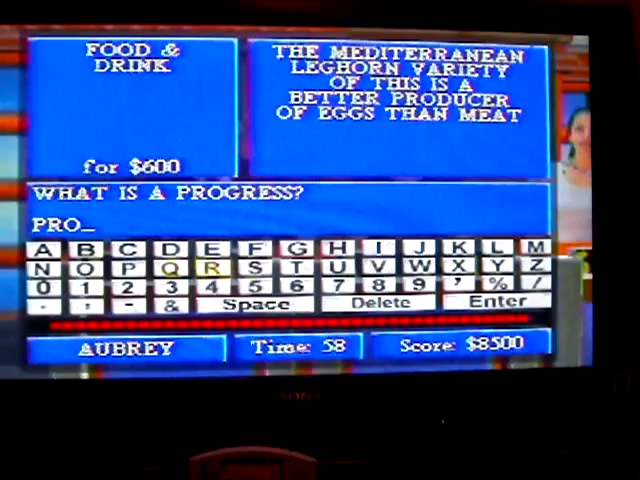 FOOD &
DRINK
for $600
THE MEDITERRANEAN
LEGHORN VARIETY
OF THIS IS A
BETTER PRODUCER
OF EGGS THAN MEAT
WHAT IS A PROGRESS?
PRO_
A B C D E F G H I J K L M
N O P Q R S T U V W X Y Z
0 1 2 3 4 5 6 7 8 9 ' % /
. , - & Space Delete Enter
AUBREY
Time: 58
Score: $8500
SONY